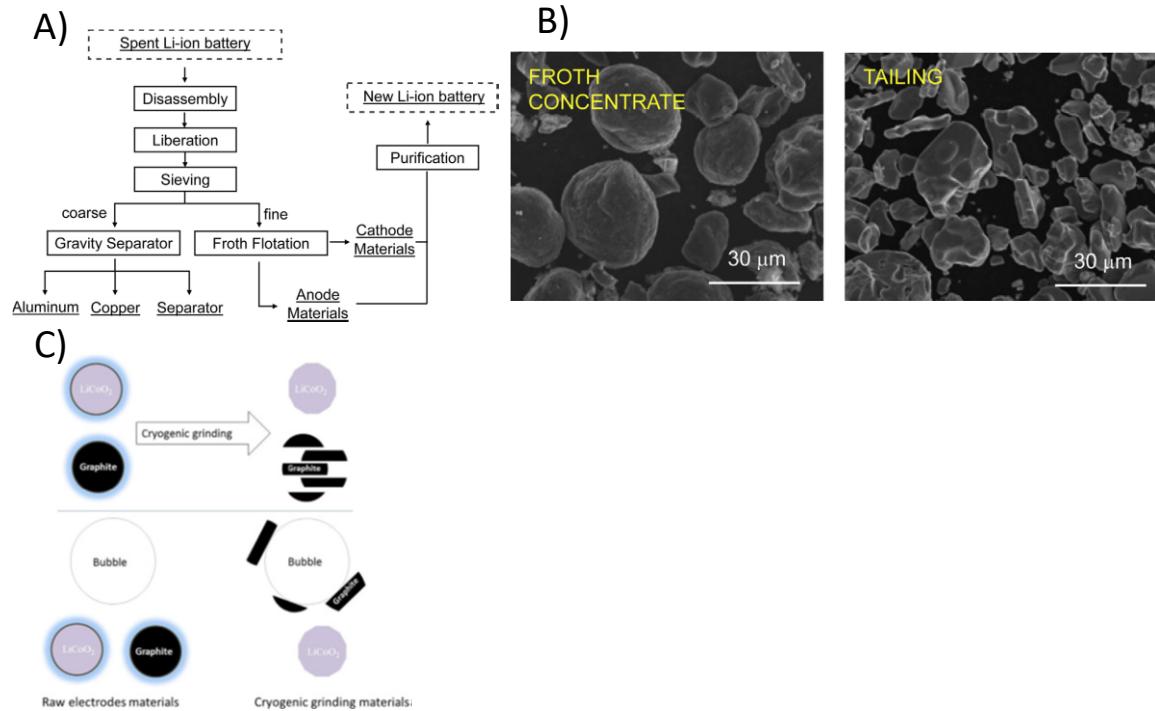 A)
Spent Li-ion battery
Disassembly
Liberation
Sieving
coarse
fine
Gravity Separator
Froth Flotation
Aluminum
Copper
Separator
Cathode
Materials
Anode
Materials
Purification
New Li-ion battery
B)
FROTH
CONCENTRATE
30 μm
TAILING
30 μm
C)
LiCoO₂
Cryogenic grinding
Graphite
LiCoO₂
Graphite
Bubble
LiCoO₂
Graphite
Bubble
Graphite
LiCoO₂
Raw electrodes materials
Cryogenic grinding materials